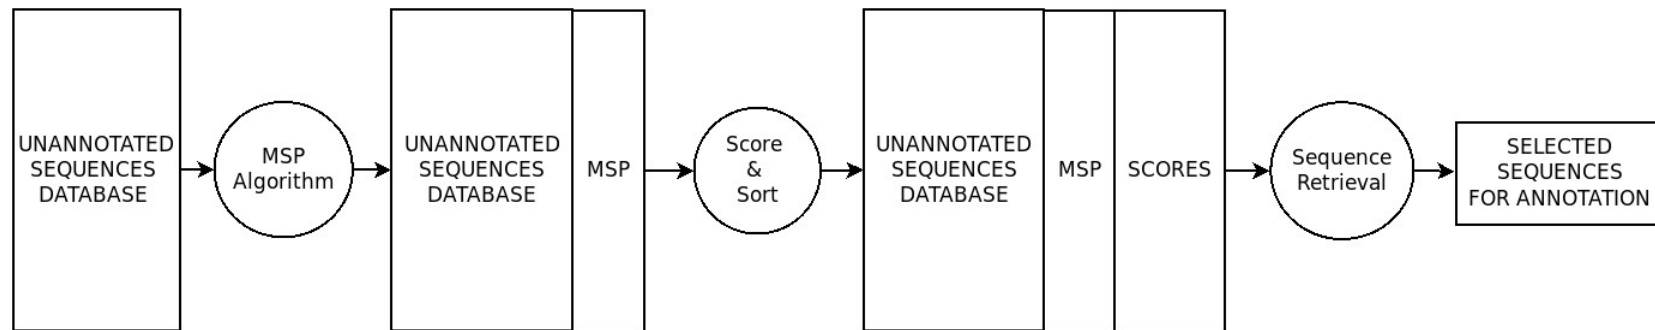 UNANNOTATED
SEQUENCES
DATABASE
MSP
Algorithm
UNANNOTATED
SEQUENCES
DATABASE
MSP
Score
&
Sort
UNANNOTATED
SEQUENCES
DATABASE
MSP
SCORES
Sequence
Retrieval
SELECTED
SEQUENCES
FOR ANNOTATION